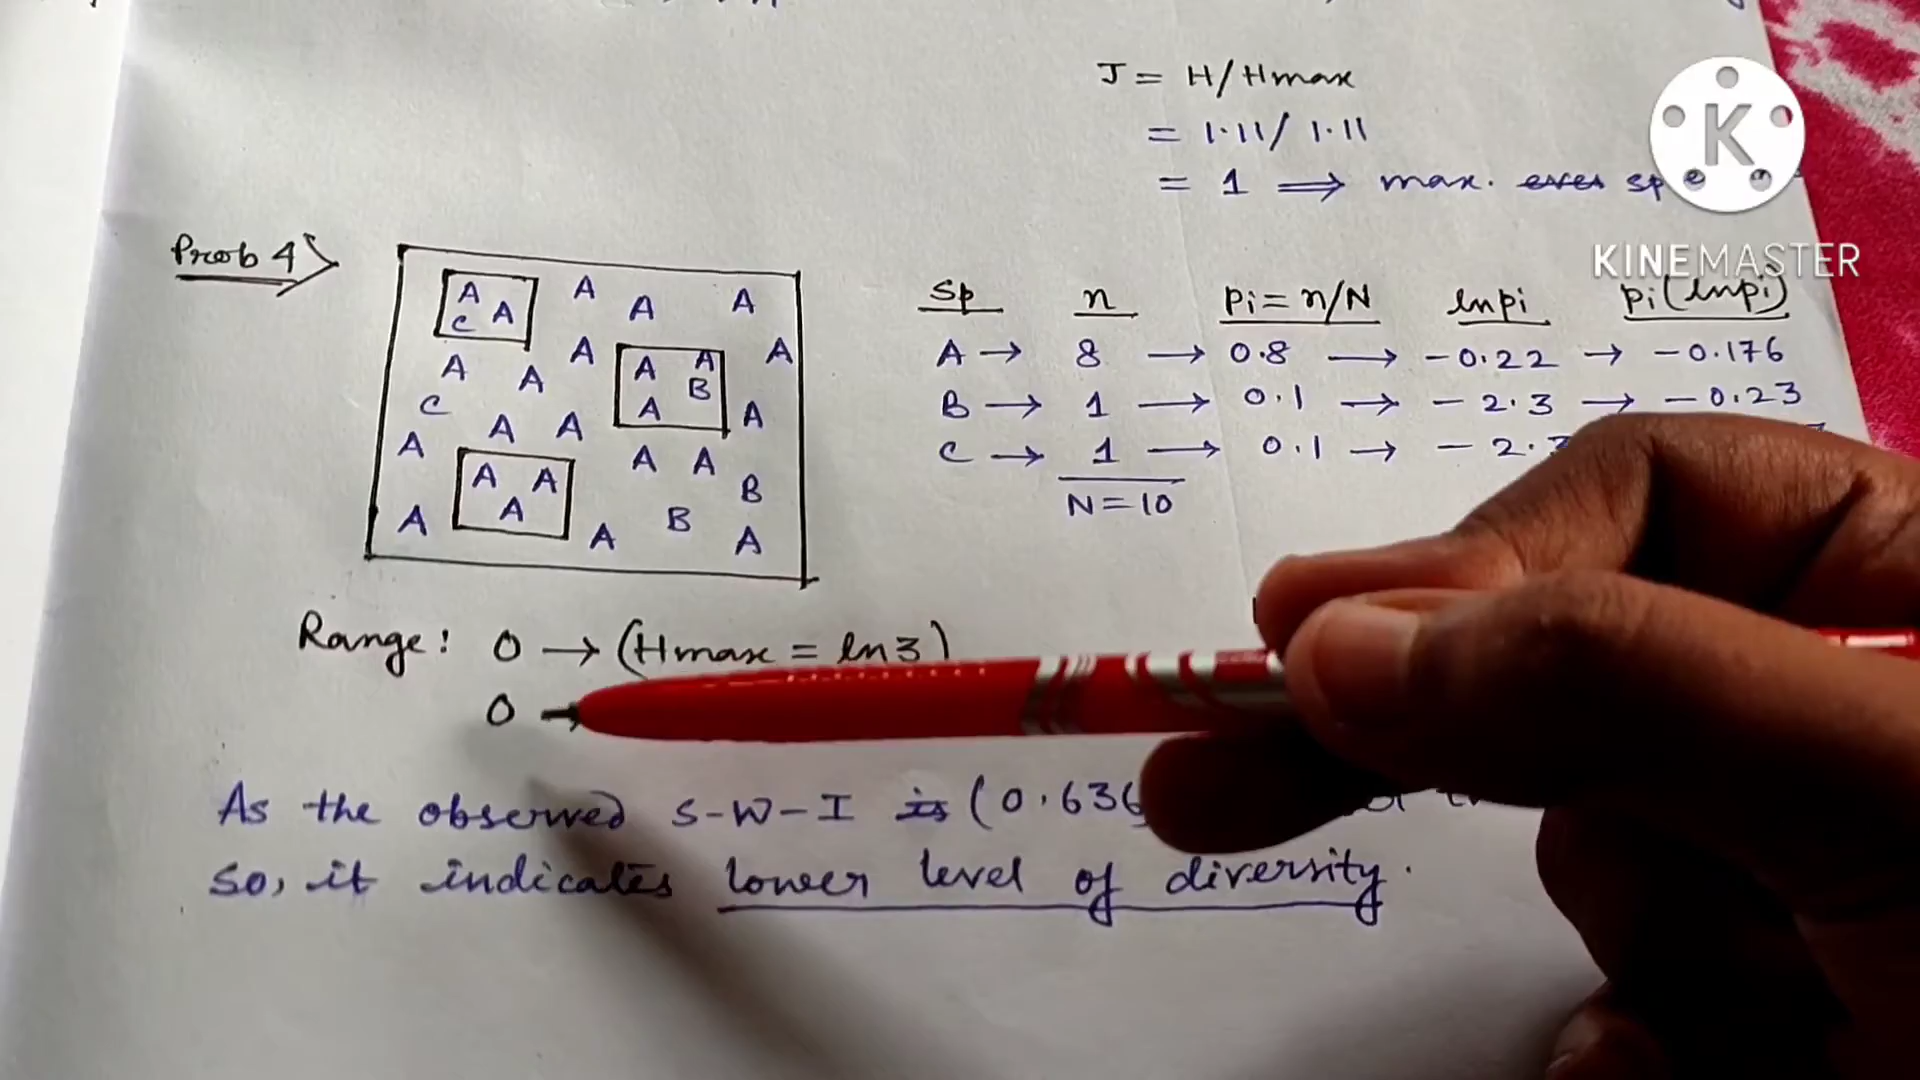 J = H/Hmax
= 1.11/ 1.11
= 1 ⟹ max.
KINEMASTER
K
Prob 4
A A A A A
C A
A A A A
A A A B
C A A A A
A A A
A A A B
A A A B A
Sp n pi = n/N lnpi pi(lnpi)
A → 8 → 0.8 → -0.22 → -0.176
B → 1 → 0.1 → -2.3 → -0.23
C → 1 → 0.1 → -2.3
N = 10
Range: 0 → (Hmax = ln3)
0 →
As the observed S-W-I is (0.636
So, it indicates lower level of diversity.